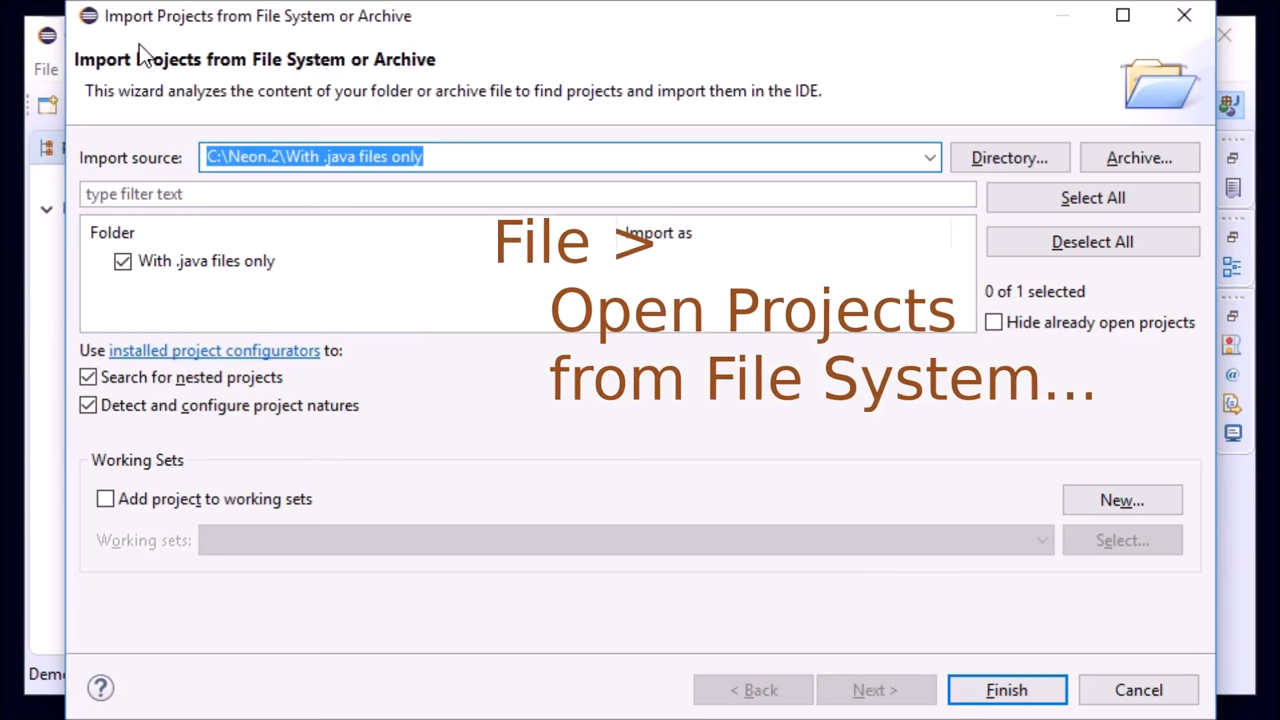 Import Projects from File System or Archive
File
Import Projects from File System or Archive
This wizard analyzes the content of your folder or archive file to find projects and import them in the IDE.
Import source: C:\Neon.2\With .java files only Directory... Archive...
type filter text Select All
Folder Import as
Deselect All
With .java files only
0 of 1 selected
Hide already open projects
File >
Open Projects
from File System...
Use installed project configurators to:
Search for nested projects
Detect and configure project natures
Working Sets
Add project to working sets New...
Working sets: Select...
Demo
< Back Next > Finish Cancel